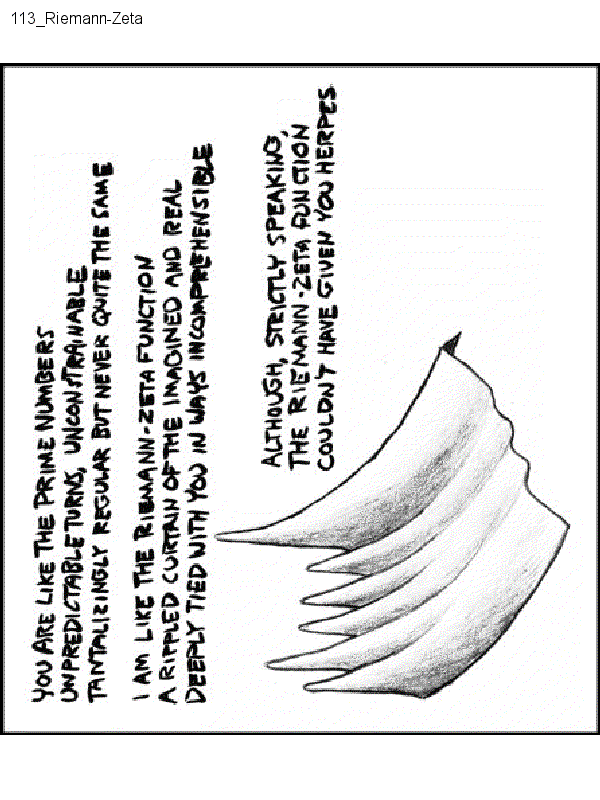 113_Riemann-Zeta
YOU ARE LIKE THE PRIME NUMBERS
UNPREDICTABLE TURNS, UNCONSTRAINABLE
TANTALIZINGLY REGULAR BUT NEVER QUITE THE SAME
I AM LIKE THE RIEMANN-ZETA FUNCTION
A RIPPLED CURTAIN OF THE IMAGINED AND REAL
DEEPLY TIED WITH YOU IN WAYS INCOMPREHENSIBLE
ALTHOUGH, STRICTLY SPEAKING,
THE RIEMANN-ZETA FUNCTION
COULDN'T HAVE GIVEN YOU HERPES